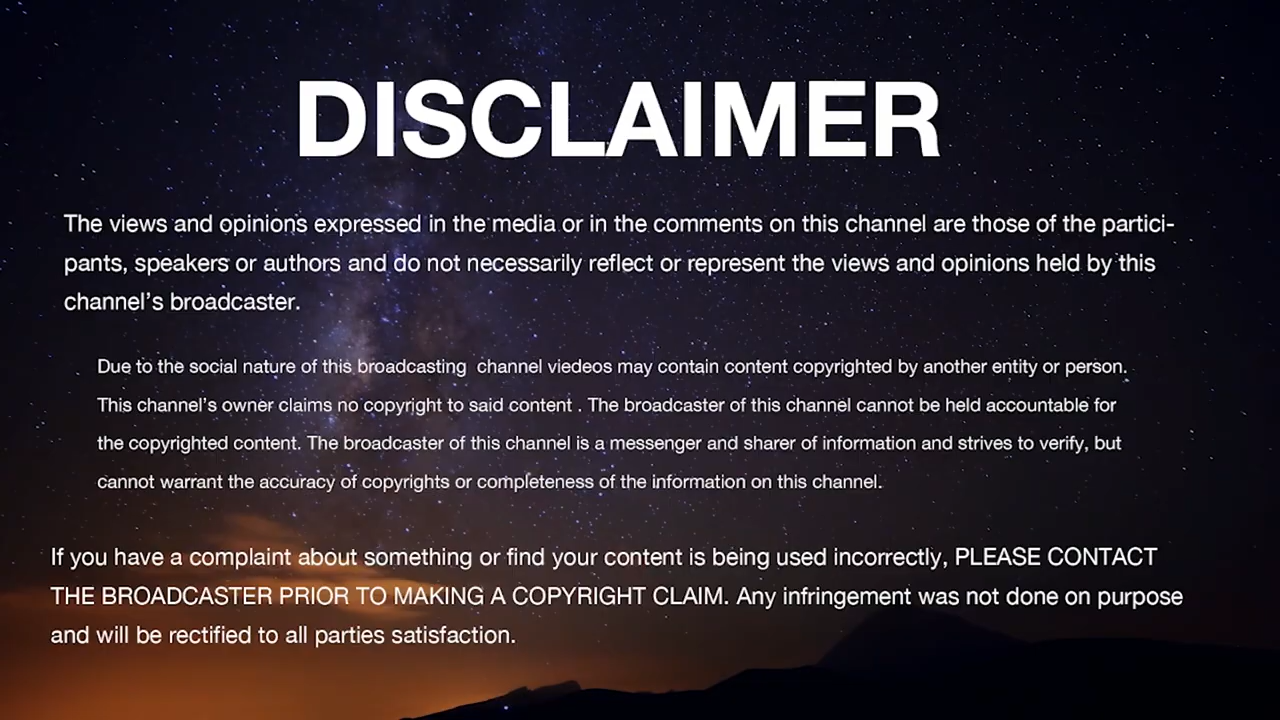 DISCLAIMER
The views and opinions expressed in the media or in the comments on this channel are those of the partici-
pants, speakers or authors and do not necessarily reflect or represent the views and opinions held by this
channel's broadcaster.
Due to the social nature of this broadcasting  channel viedeos may contain content copyrighted by another entity or person.
This channel's owner claims no copyright to said content . The broadcaster of this channel cannot be held accountable for
the copyrighted content. The broadcaster of this channel is a messenger and sharer of information and strives to verify, but
cannot warrant the accuracy of copyrights or completeness of the information on this channel.
If you have a complaint about something or find your content is being used incorrectly, PLEASE CONTACT
THE BROADCASTER PRIOR TO MAKING A COPYRIGHT CLAIM. Any infringement was not done on purpose
and will be rectified to all parties satisfaction.